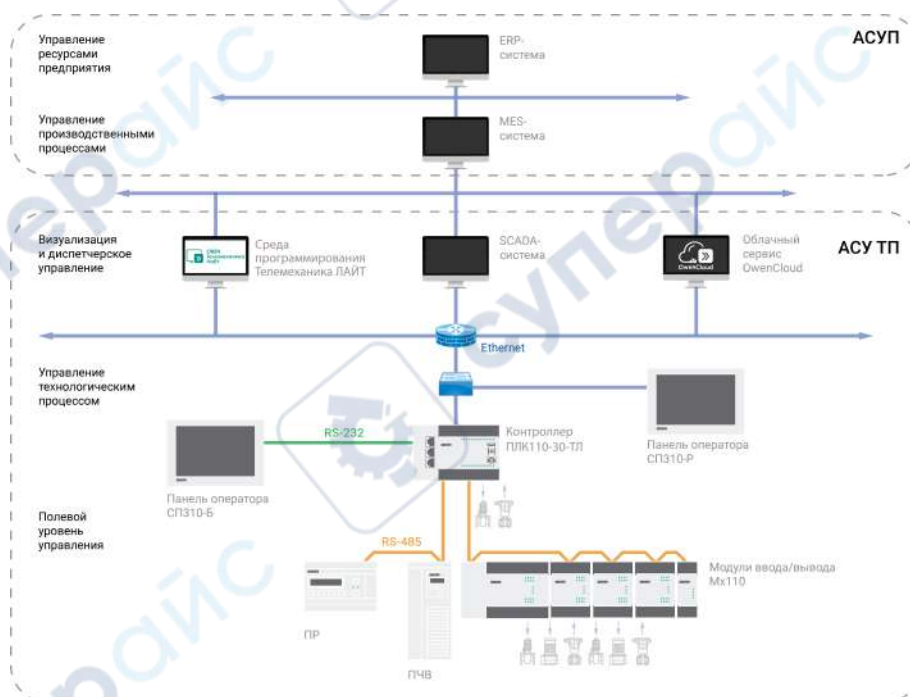 Управление
ресурсами
предприятия
ERP-
система
АСУП
Управление
производственными
процессами
MES-
система
Визуализация
и диспетчерское
управление
Среда
программирования
Телемеханика ЛАЙТ
SCADA-
система
OwenCloud
Облачный
сервис
OwenCloud
АСУ ТП
Ethernet
Управление
технологическим
процессом
RS-232
Контроллер
ПЛК110-30-ТЛ
Панель оператора
СП310-Р
Панель оператора
СП310-Б
Полевой
уровень
управления
RS-485
Модули ввода/вывода
Мх110
ПР
ПЧВ
суперайс